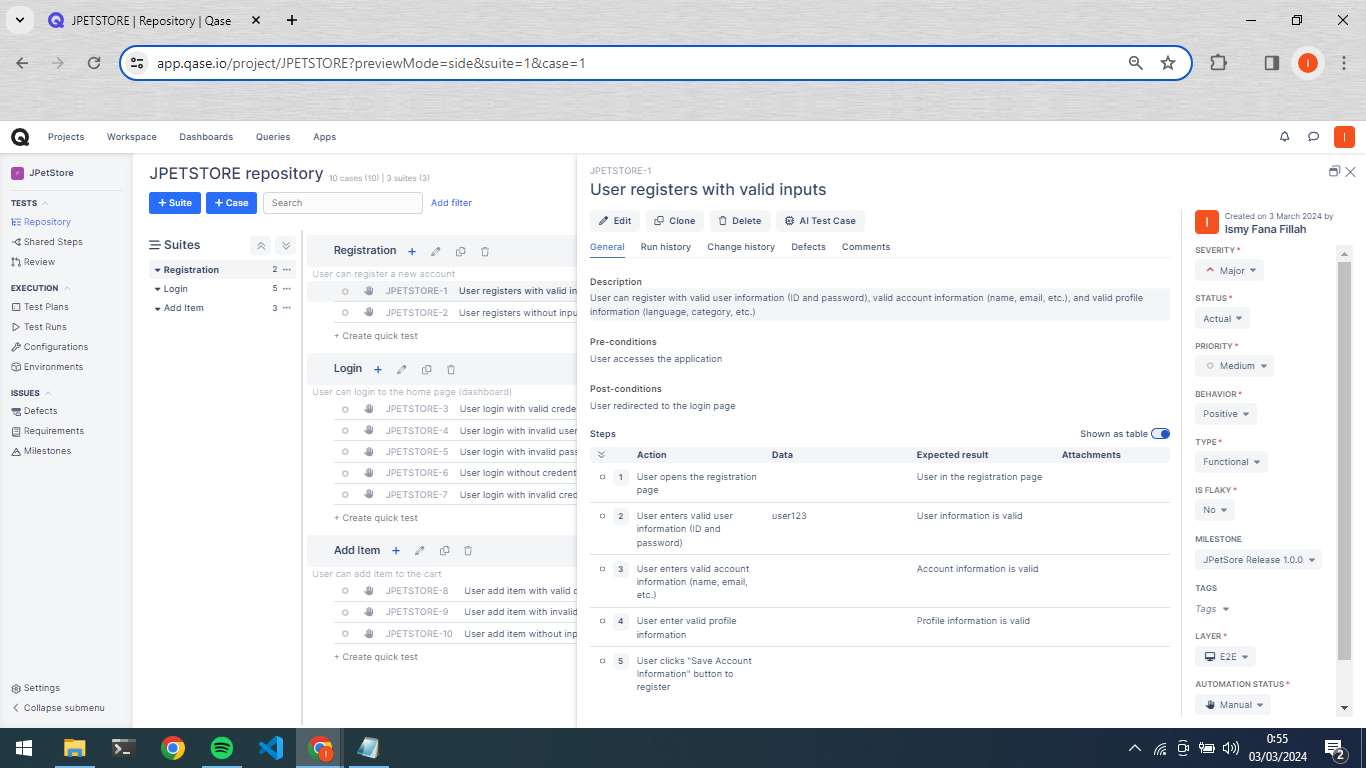 JPETSTORE | Repository | Qase
app.qase.io/project/JPETSTORE?previewMode=side&suite=1&case=1
I
Projects Workspace Dashboards Queries Apps
I
JPetStore
TESTS
Repository
Shared Steps
Review
EXECUTION
Test Plans
Test Runs
Configurations
Environments
ISSUES
Defects
Requirements
Milestones
Settings
Collapse submenu
JPETSTORE repository 10 cases (10) | 3 suites (3)
+ Suite + Case Search Add filter
Suites
Registration 2
Login 5
Add Item 3
Registration
User can register a new account
JPETSTORE-1 User registers with valid in
JPETSTORE-2 User registers without inpu
+ Create quick test
Login
User can login to the home page (dashboard)
JPETSTORE-3 User login with valid crede
JPETSTORE-4 User login with invalid user
JPETSTORE-5 User login with invalid pass
JPETSTORE-6 User login without credent
JPETSTORE-7 User login with invalid cred
+ Create quick test
Add Item
User can add item to the cart
JPETSTORE-8 User add item with valid c
JPETSTORE-9 User add item with invalid
JPETSTORE-10 User add item without inp
+ Create quick test
JPETSTORE-1
User registers with valid inputs
Edit Clone Delete AI Test Case
General Run history Change history Defects Comments
Description
User can register with valid user information (ID and password), valid account information (name, email, etc.), and valid profile
information (language, category, etc.)
Pre-conditions
User accesses the application
Post-conditions
User redirected to the login page
Steps Shown as table
Action Data Expected result Attachments
1 User opens the registration User in the registration page
page
2 User enters valid user user123 User information is valid
information (ID and
password)
3 User enters valid account Account information is valid
information (name, email,
etc.)
4 User enter valid profile Profile information is valid
information
5 User clicks "Save Account
Information" button to
register
I
Created on 3 March 2024 by
Ismy Fana Fillah
SEVERITY *
Major
STATUS *
Actual
PRIORITY *
Medium
BEHAVIOR *
Positive
TYPE *
Functional
IS FLAKY *
No
MILESTONE
JPetSore Release 1.0.0
TAGS
Tags
LAYER *
E2E
AUTOMATION STATUS *
Manual
0:55
03/03/2024
2